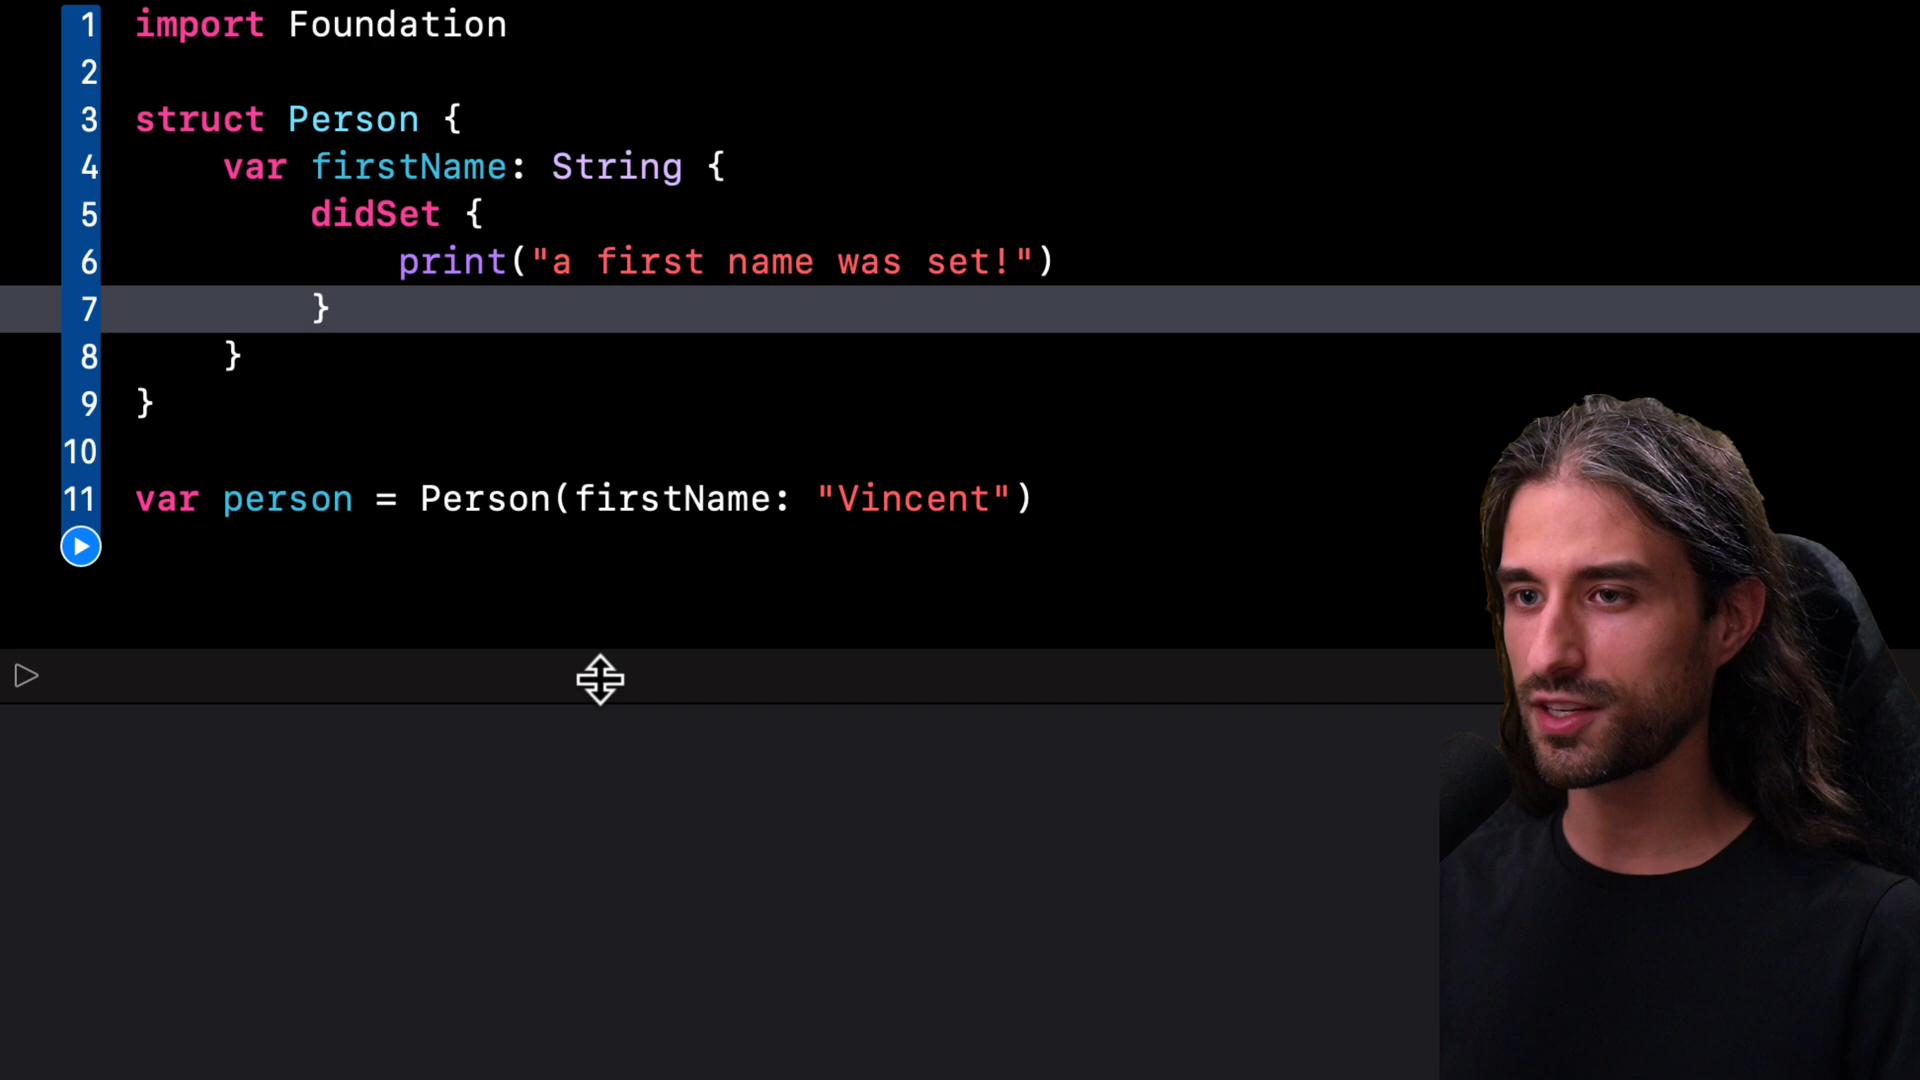 1 import Foundation
2
3 struct Person {
4     var firstName: String {
5         didSet {
6             print("a first name was set!")
7         }
8     }
9 }
10
11 var person = Person(firstName: "Vincent")